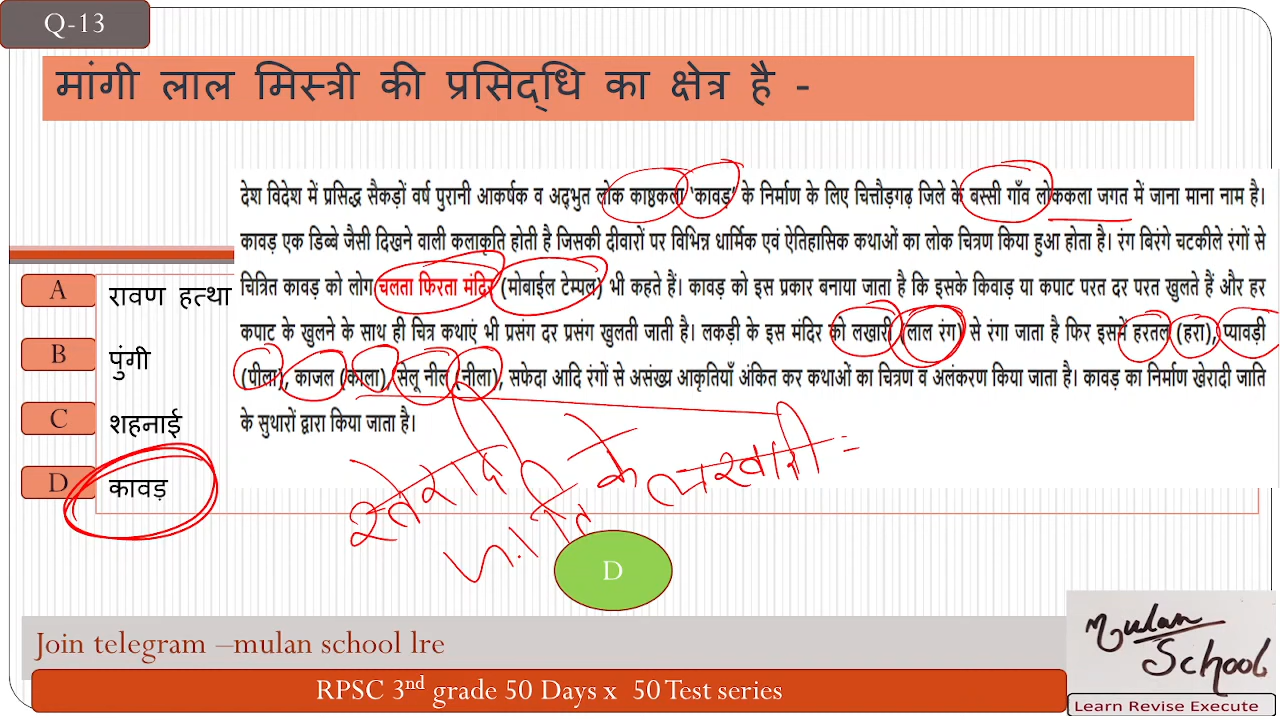 Q-13
मांगी लाल मिस्त्री की प्रसिद्धि का क्षेत्र है -
देश विदेश में प्रसिद्ध सैकड़ों वर्ष पुरानी आकर्षक व अद्भुत लोक काष्ठकला 'कावड़' के निर्माण के लिए चित्तौड़गढ़ जिले के बस्सी गाँव लोककला जगत में जाना माना नाम है।
कावड़ एक डिब्बे जैसी दिखने वाली कलाकृति होती है जिसकी दीवारों पर विभिन्न धार्मिक एवं ऐतिहासिक कथाओं का लोक चित्रण किया हुआ होता है। रंग बिरंगे चटकीले रंगों से
चित्रित कावड़ को लोग चलता फिरता मंदिर (मोबाईल टेम्पल) भी कहते हैं। कावड़ को इस प्रकार बनाया जाता है कि इसके किवाड़ या कपाट परत दर परत खुलते हैं और हर
कपाट के खुलने के साथ ही चित्र कथाएं भी प्रसंग दर प्रसंग खुलती जाती है। लकड़ी के इस मंदिर को लखारी (लाल रंग) से रंगा जाता है फिर इसमें हरतल (हरा), प्यावड़ी
(पीला), काजल (काला), सेलू नील (नीला), सफेदा आदि रंगों से असंख्य आकृतियाँ अंकित कर कथाओं का चित्रण व अलंकरण किया जाता है। कावड़ का निर्माण खेरादी जाति
के सुथारों द्वारा किया जाता है।
A रावण हत्था
B पुंगी
C शहनाई
D कावड़
D
Join telegram –mulan school lre
RPSC 3nd grade 50 Days x 50 Test series
Mulan
School
Learn Revise Execute